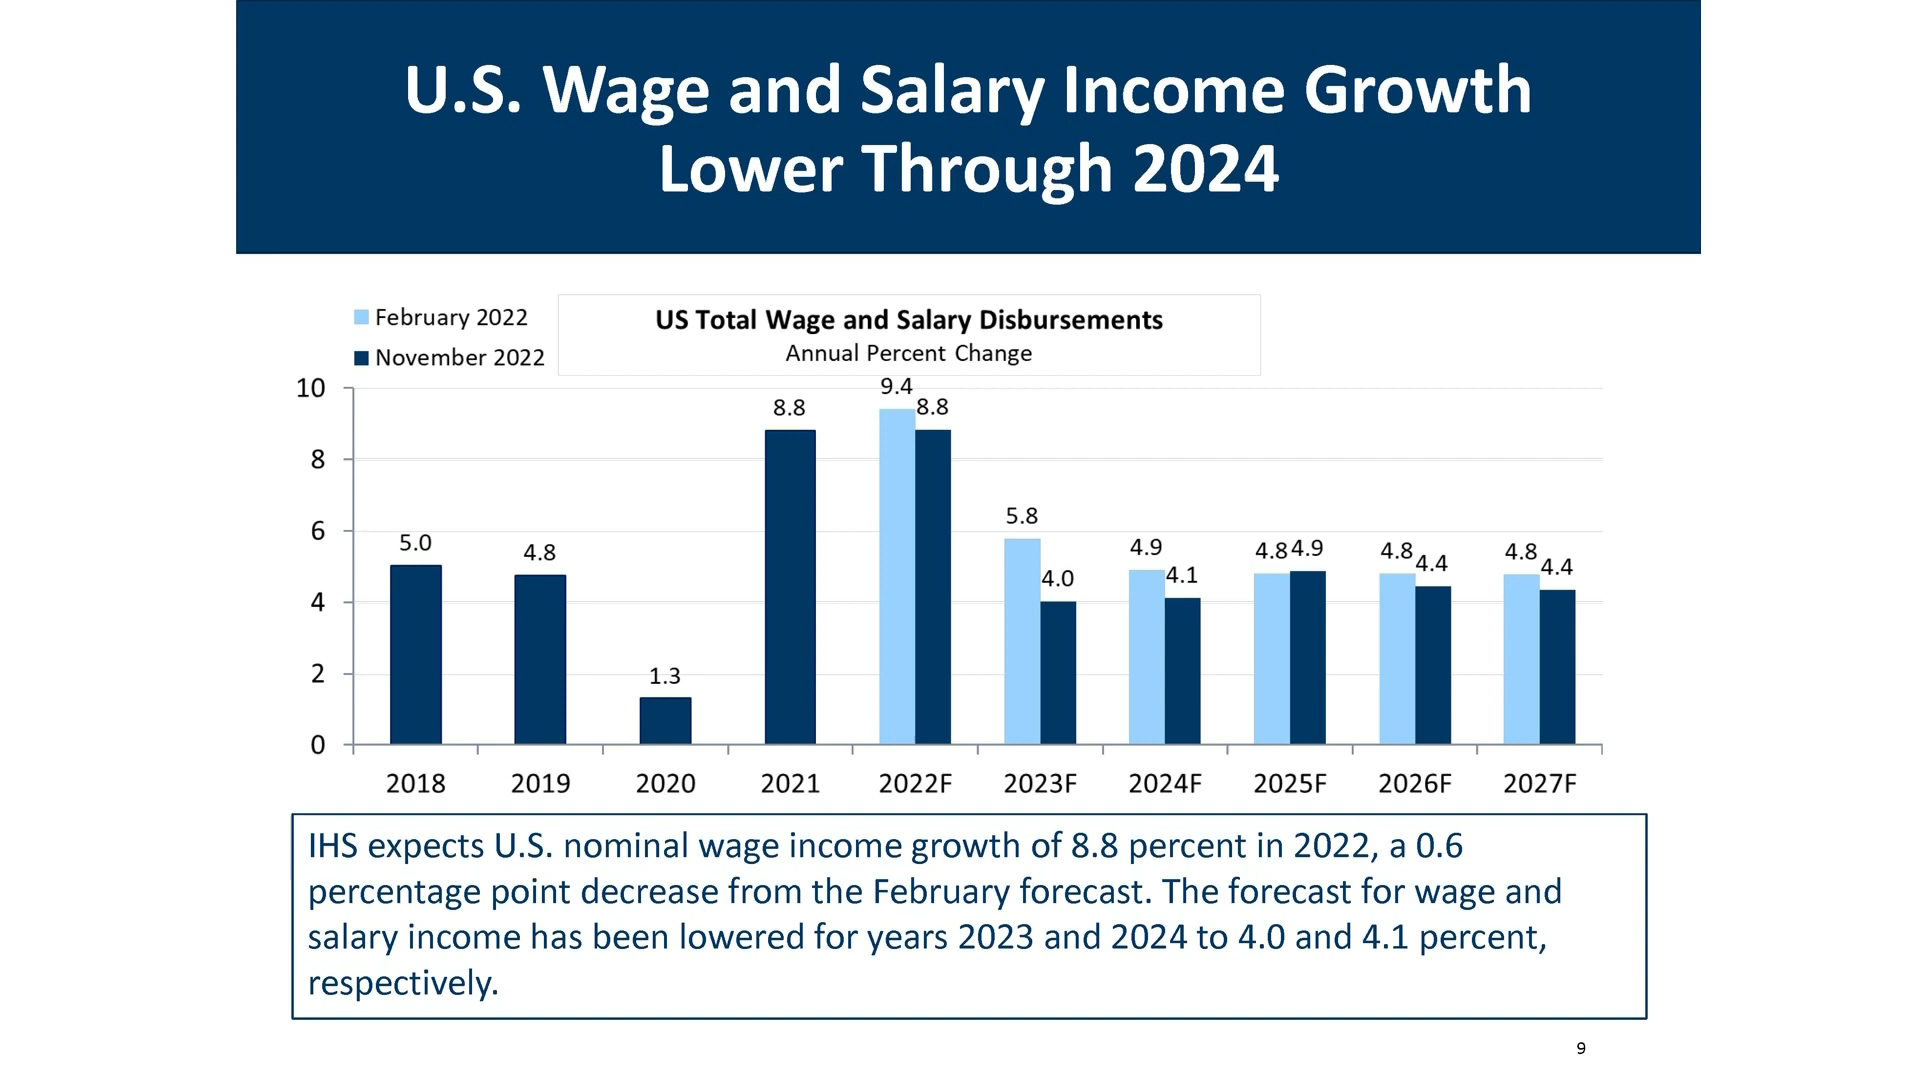 U.S. Wage and Salary Income Growth
Lower Through 2024
February 2022
November 2022
US Total Wage and Salary Disbursements
Annual Percent Change
10
8
6
4
2
0
5.0
4.8
1.3
8.8
9.4
8.8
5.8
4.0
4.9
4.1
4.8
4.9
4.8
4.4
4.8
4.4
2018
2019
2020
2021
2022F
2023F
2024F
2025F
2026F
2027F
IHS expects U.S. nominal wage income growth of 8.8 percent in 2022, a 0.6
percentage point decrease from the February forecast. The forecast for wage and
salary income has been lowered for years 2023 and 2024 to 4.0 and 4.1 percent,
respectively.
9